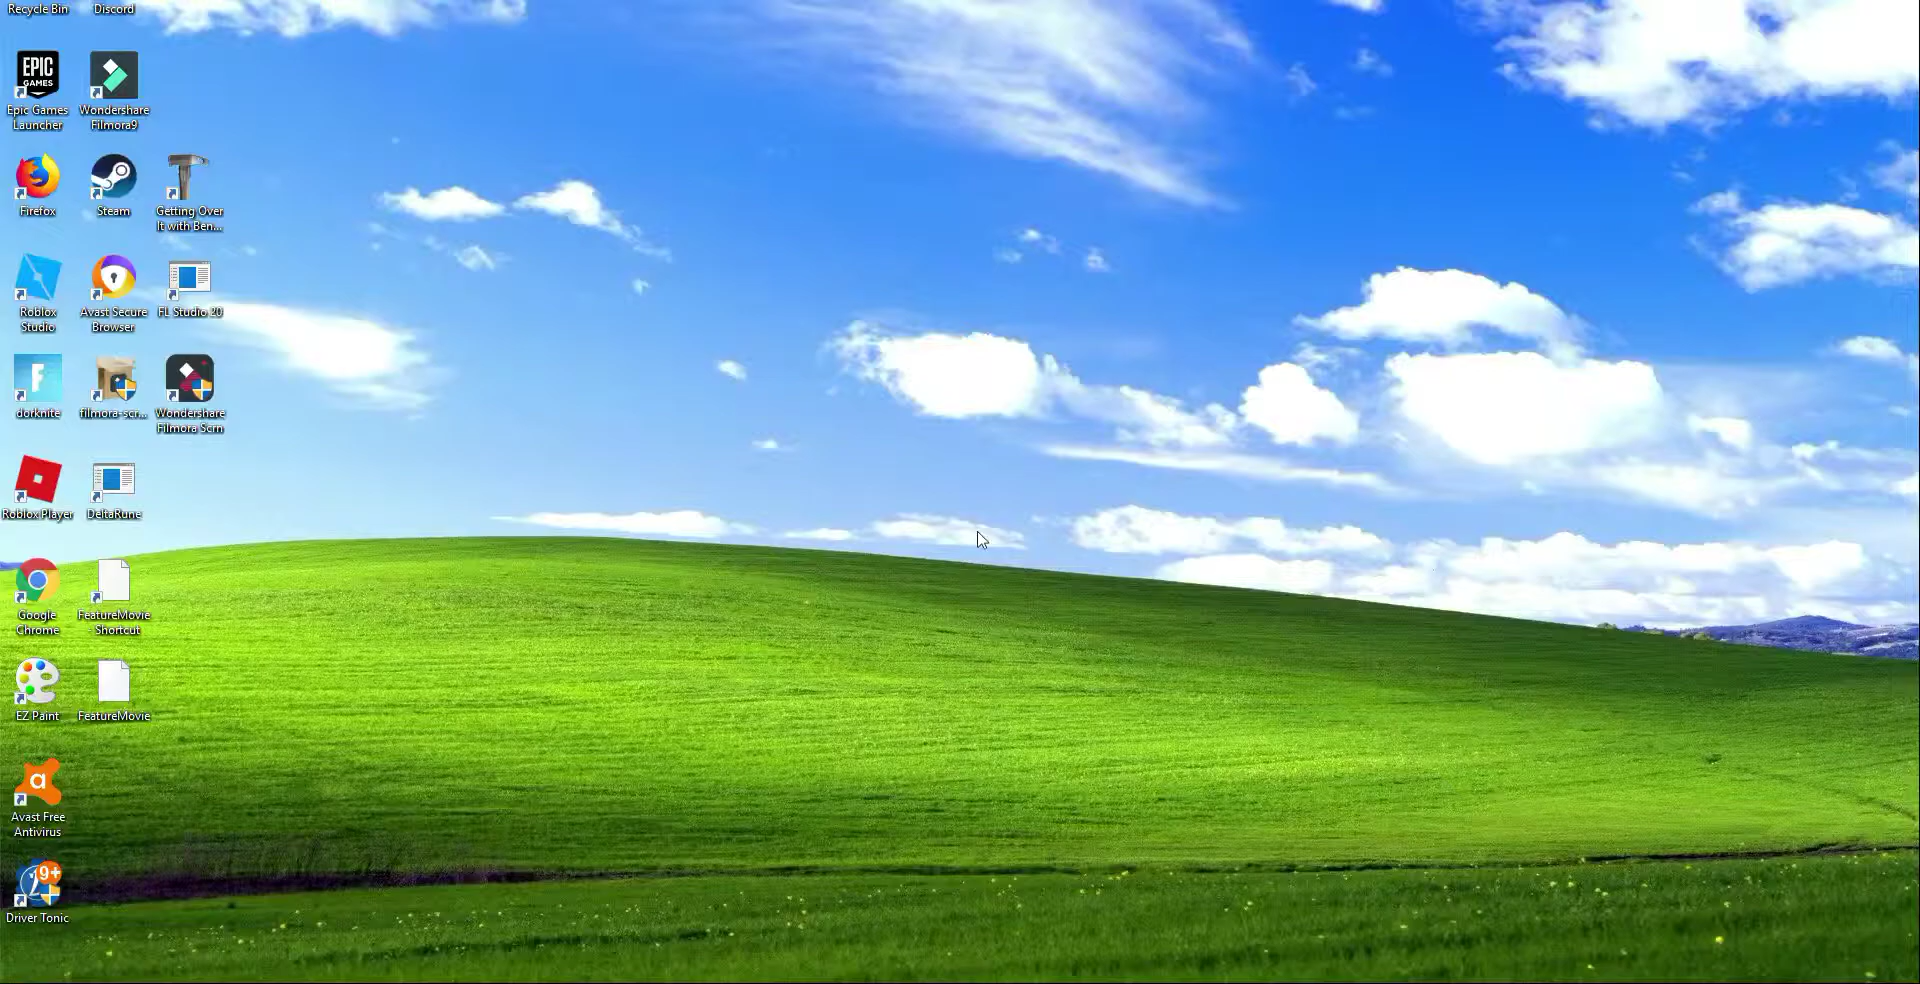 Recycle Bin
Discord
EPIC
GAMES
Epic Games
Launcher
Wondershare
Filmora9
Firefox
Steam
Getting Over
It with Ben...
Roblox
Studio
Avast Secure
Browser
FL Studio 20
F
dorknite
filmora-scr...
Wondershare
Filmora Scrn
Roblox Player
DeltaRune
Google
Chrome
FeatureMovie
- Shortcut
EZ Paint
FeatureMovie
a
Avast Free
Antivirus
9+
Driver Tonic